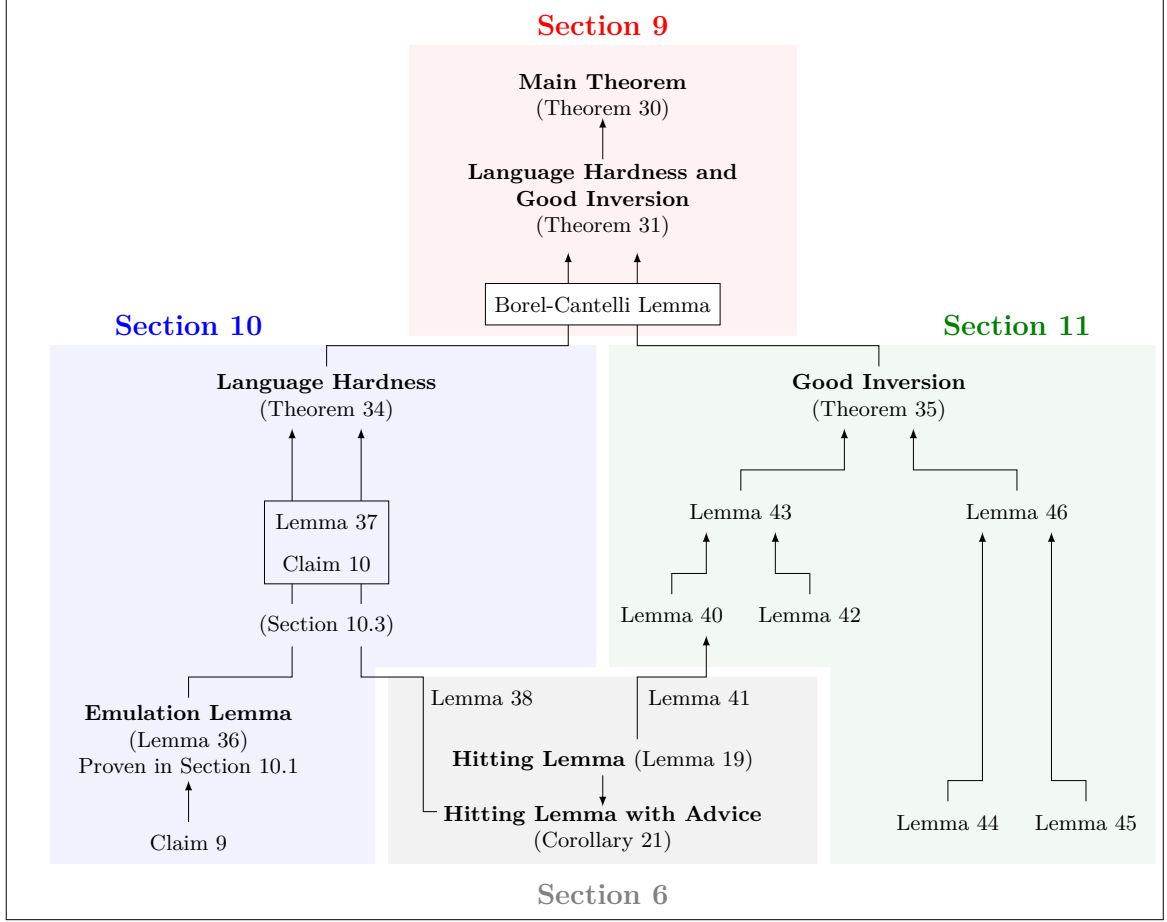 Section 9
Main Theorem
(Theorem 30)
Language Hardness and
Good Inversion
(Theorem 31)
Borel-Cantelli Lemma
Section 10
Section 11
Language Hardness
(Theorem 34)
Good Inversion
(Theorem 35)
Lemma 37
Claim 10
(Section 10.3)
Lemma 43
Lemma 46
Lemma 40
Lemma 42
Emulation Lemma
(Lemma 36)
Proven in Section 10.1
Claim 9
Lemma 38
Lemma 41
Hitting Lemma (Lemma 19)
Hitting Lemma with Advice
(Corollary 21)
Lemma 44
Lemma 45
Section 6